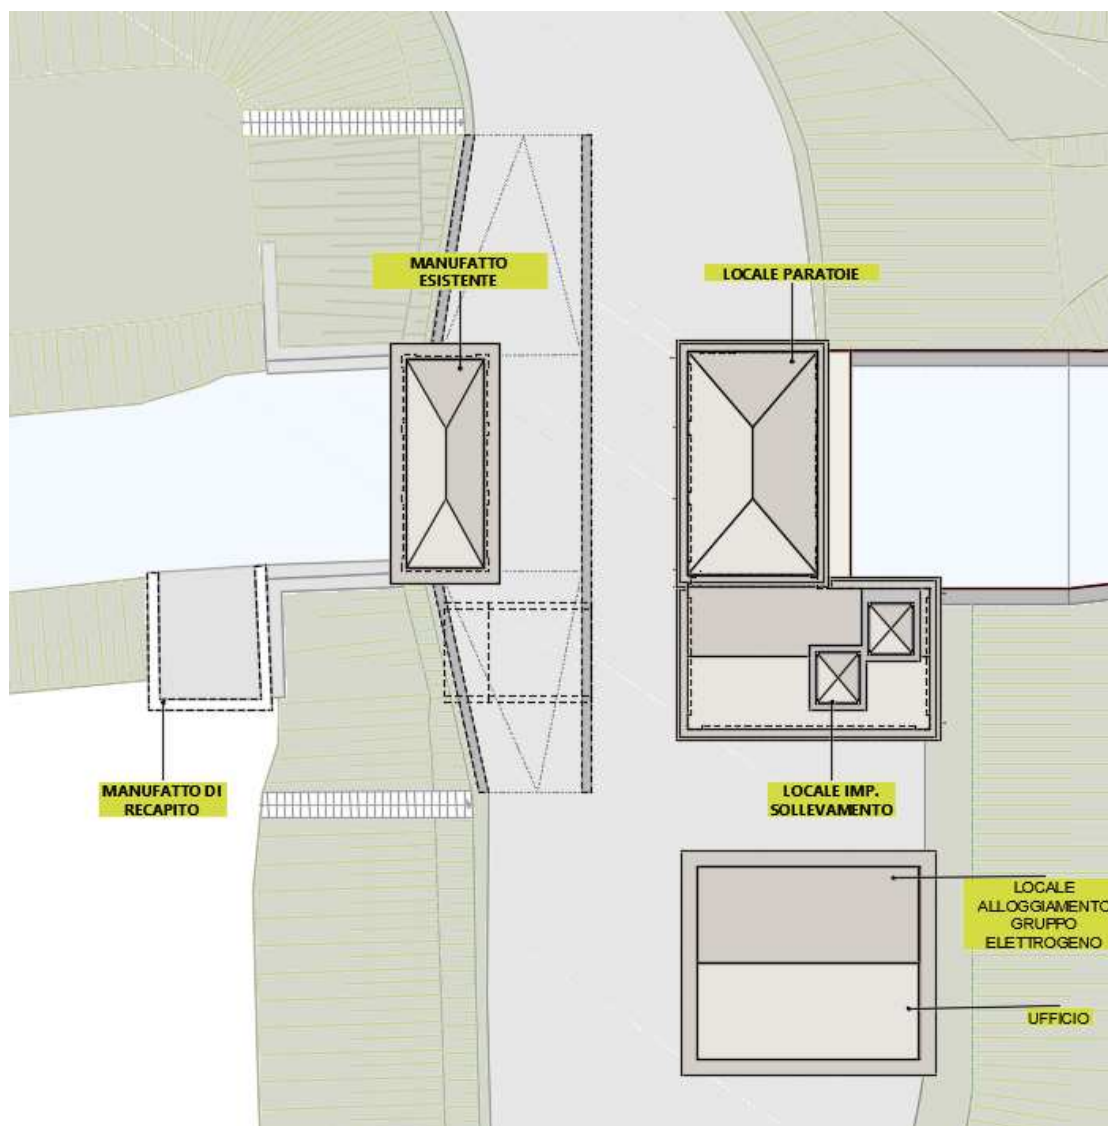 MANUFATTO
ESISTENTE
LOCALE PARATOIE
MANUFATTO DI
RECAPITO
LOCALE IMP.
SOLLEVAMENTO
LOCALE
ALLOGGIAMENTO
GRUPPO
ELETTROGENO
UFFICIO